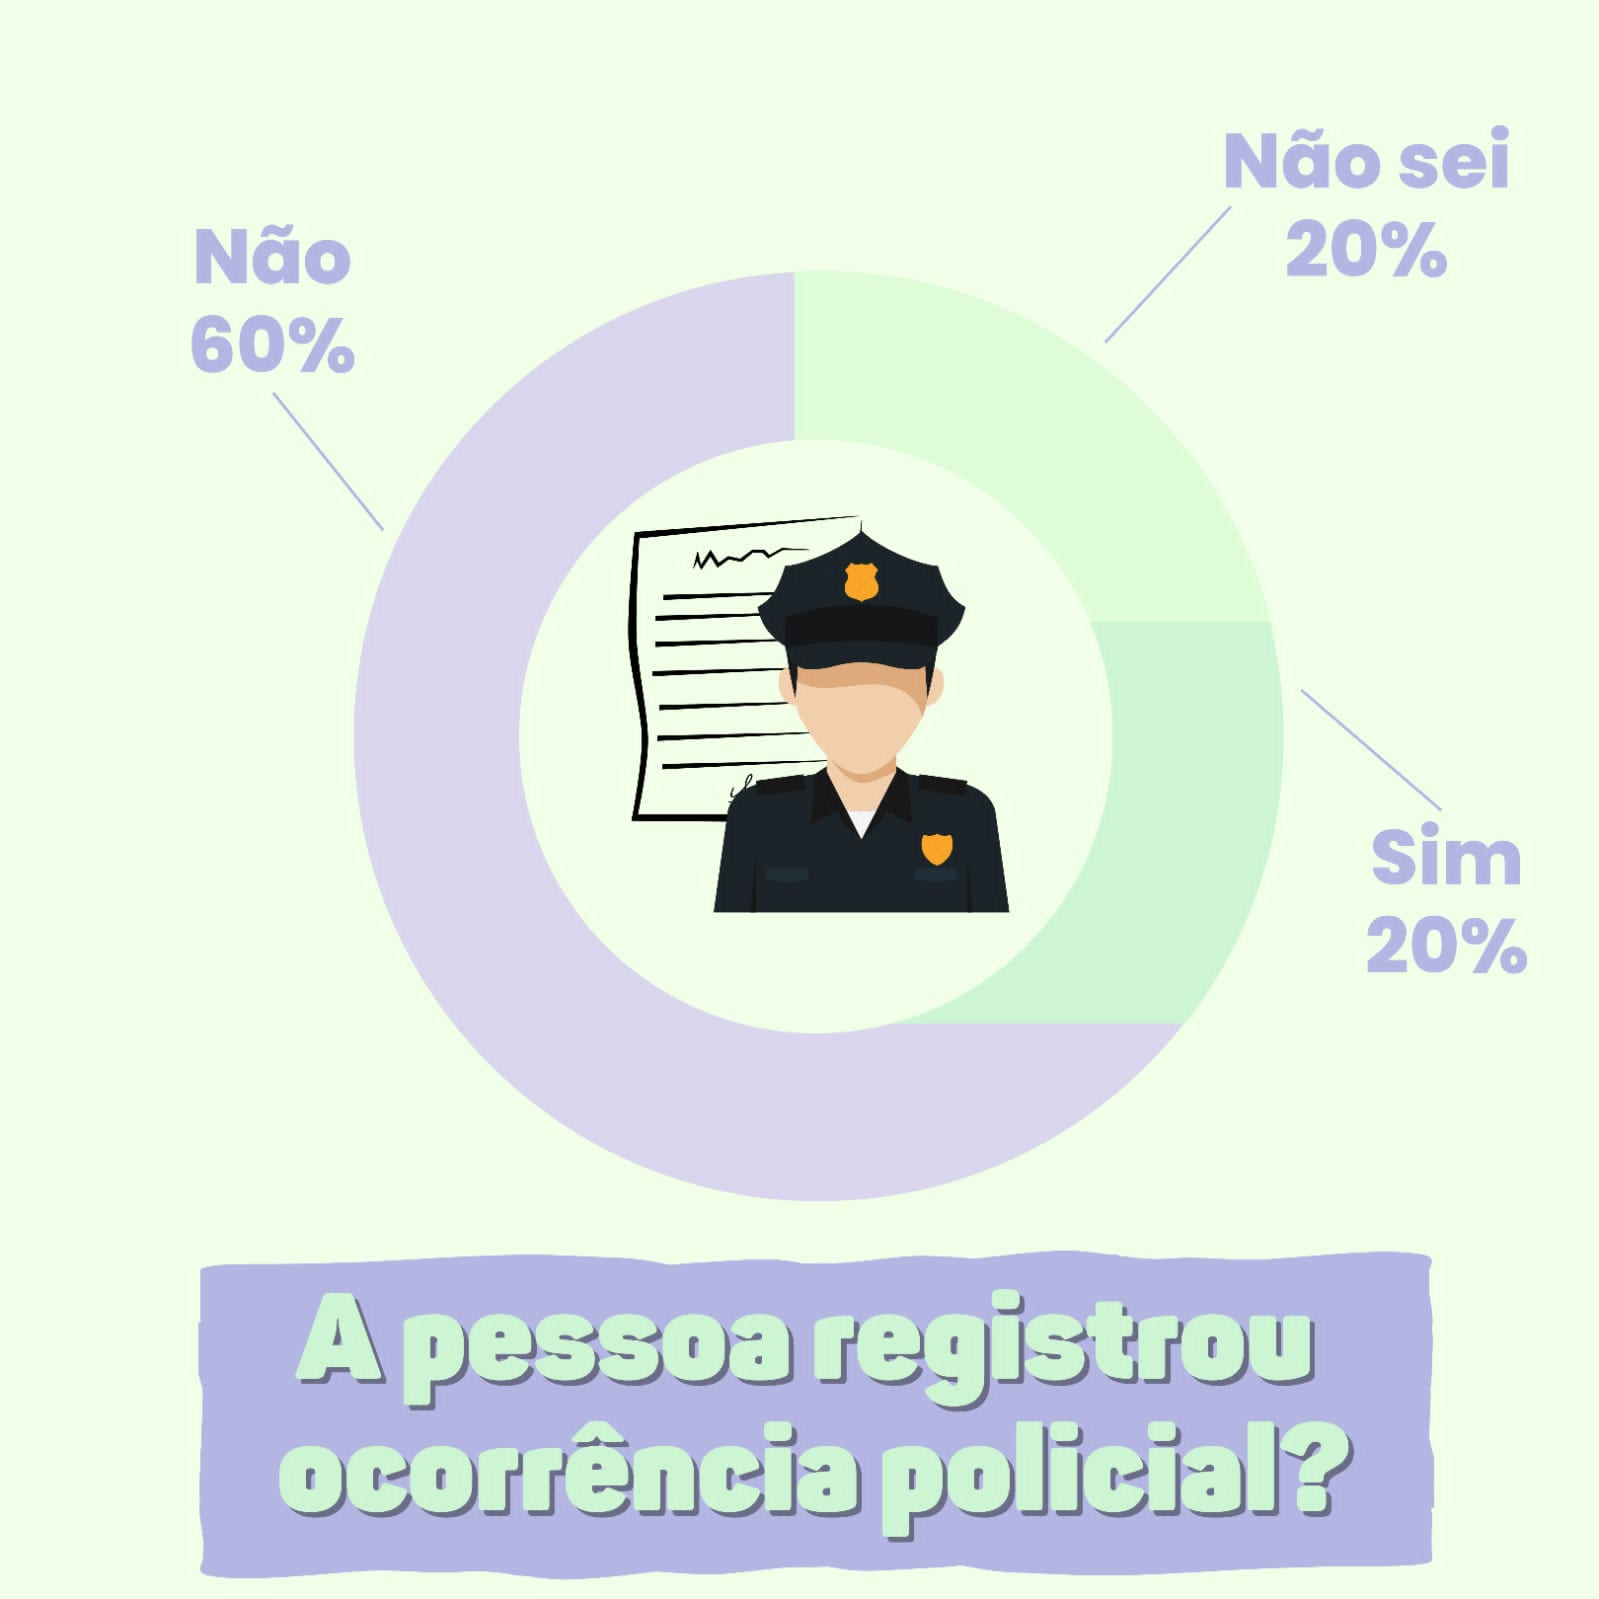 Não sei
20%
Não
60%
Sim
20%
A pessoa registrou
ocorrência policial?